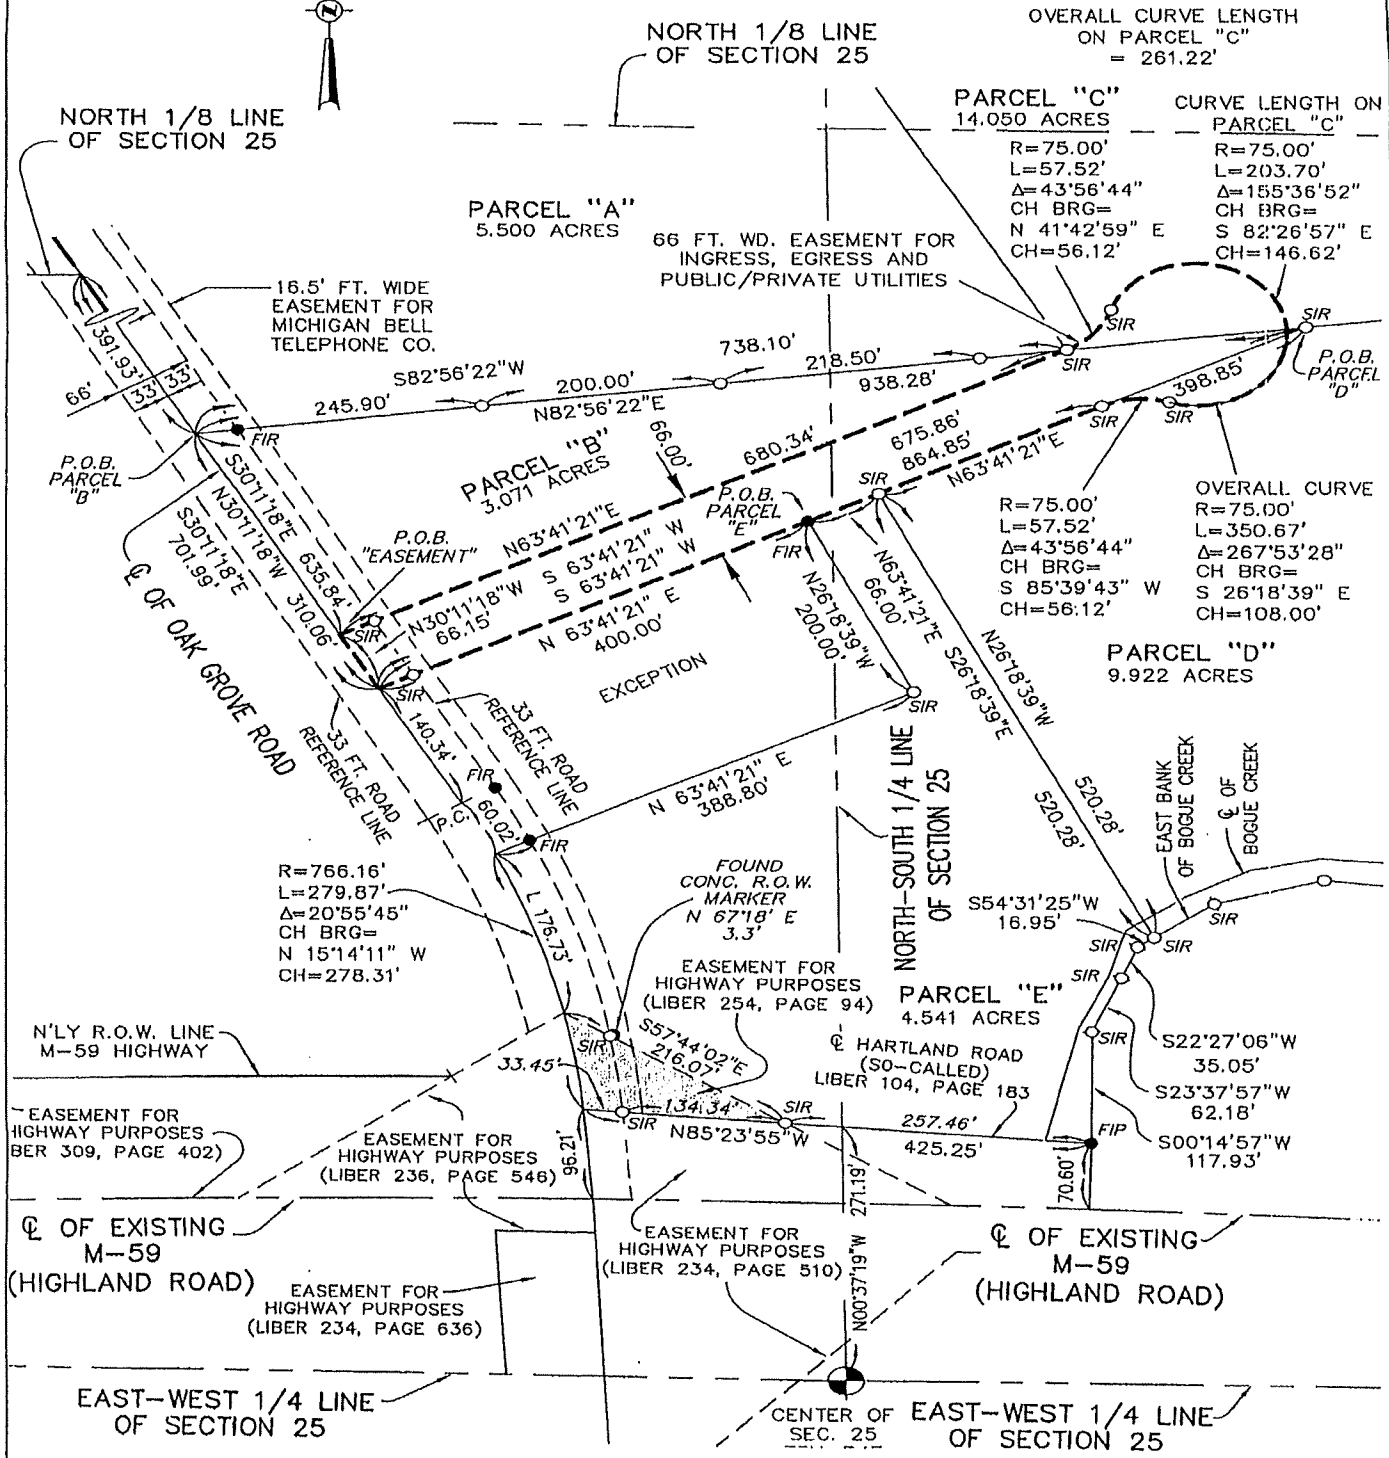 N
OVERALL CURVE LENGTH
ON PARCEL "C"
= 261.22'
NORTH 1/8 LINE
OF SECTION 25
NORTH 1/8 LINE
OF SECTION 25
PARCEL "C"
14.050 ACRES
R=75.00'
L=57.52'
Δ=43°56'44"
CH BRG=
N 41°42'59" E
CH=56.12'
CURVE LENGTH ON
PARCEL "C"
R=75.00'
L=203.70'
Δ=155°36'52"
CH BRG=
S 82°26'57" E
CH=146.62'
PARCEL "A"
5.500 ACRES
66 FT. WD. EASEMENT FOR
INGRESS, EGRESS AND
PUBLIC/PRIVATE UTILITIES
16.5' FT. WIDE
EASEMENT FOR
MICHIGAN BELL
TELEPHONE CO.
391.93'
66'
33'
33'
S82°56'22"W
738.10'
245.90'
200.00'
218.50'
N82°56'22"E
938.28'
SIR
SIR
P.O.B.
PARCEL
"D"
398.85'
SIR
FIR
P.O.B.
PARCEL
"B"
PARCEL "B"
3.071 ACRES
66.00'
680.34'
675.86'
864.85'
N63°41'21"E
SIR
P.O.B.
PARCEL
"E"
FIR
S30°11'18"E 635.84'
N30°11'18"W 310.06'
S30°11'18"E
701.99'
P.O.B.
"EASEMENT"
N63°41'21"E
S 63°41'21" W
S 63°41'21" W
N30°11'18"W
66.15'
N 63°41'21" E
400.00'
EXCEPTION
SIR
SIR
R=75.00'
L=57.52'
Δ=43°56'44"
CH BRG=
S 85°39'43" W
CH=56.12'
OVERALL CURVE
R=75.00'
L=350.67'
Δ=267°53'28"
CH BRG=
S 26°18'39" E
CH=108.00'
N26°18'39"W
200.00'
N63°41'21"E
66.00'
S26°18'39"E 520.28'
N26°18'39"W 520.28'
SIR
PARCEL "D"
9.922 ACRES
℄ OF OAK GROVE ROAD
33 FT. ROAD
REFERENCE LINE
33 FT. ROAD
REFERENCE LINE
140.34'
FIR
60.02'
P.C.
FIR
N 63°41'21" E
388.80'
NORTH-SOUTH 1/4 LINE
OF SECTION 25
EAST BANK
OF BOGUE CREEK
℄ OF
BOGUE CREEK
R=766.16'
L=279.87'
Δ=20°55'45"
CH BRG=
N 15°14'11" W
CH=278.31'
L 176.73'
FOUND
CONC. R.O.W.
MARKER
N 67°18' E
3.3'
S54°31'25"W
16.95'
SIR
SIR
SIR
SIR
SIR
EASEMENT FOR
HIGHWAY PURPOSES
(LIBER 254, PAGE 94)
PARCEL "E"
4.541 ACRES
N'LY R.O.W. LINE
M-59 HIGHWAY
SIR
S57°44'02"E
216.07'
33.45'
℄ HARTLAND ROAD
(SO-CALLED)
LIBER 104, PAGE 183
S22°27'06"W
35.05'
S23°37'57"W
62.18'
S00°14'57"W
117.93'
EASEMENT FOR
HIGHWAY PURPOSES
BER 309, PAGE 402)
EASEMENT FOR
HIGHWAY PURPOSES
(LIBER 236, PAGE 546)
96.27'
SIR
134.34'
SIR
N85°23'55"W
257.46'
425.25'
FIP
70.60'
℄ OF EXISTING
M-59
(HIGHLAND ROAD)
EASEMENT FOR
HIGHWAY PURPOSES
(LIBER 234, PAGE 636)
EASEMENT FOR
HIGHWAY PURPOSES
(LIBER 234, PAGE 510)
N00°37'19"W 271.19'
℄ OF EXISTING
M-59
(HIGHLAND ROAD)
EAST-WEST 1/4 LINE
OF SECTION 25
CENTER OF
SEC. 25
EAST-WEST 1/4 LINE
OF SECTION 25